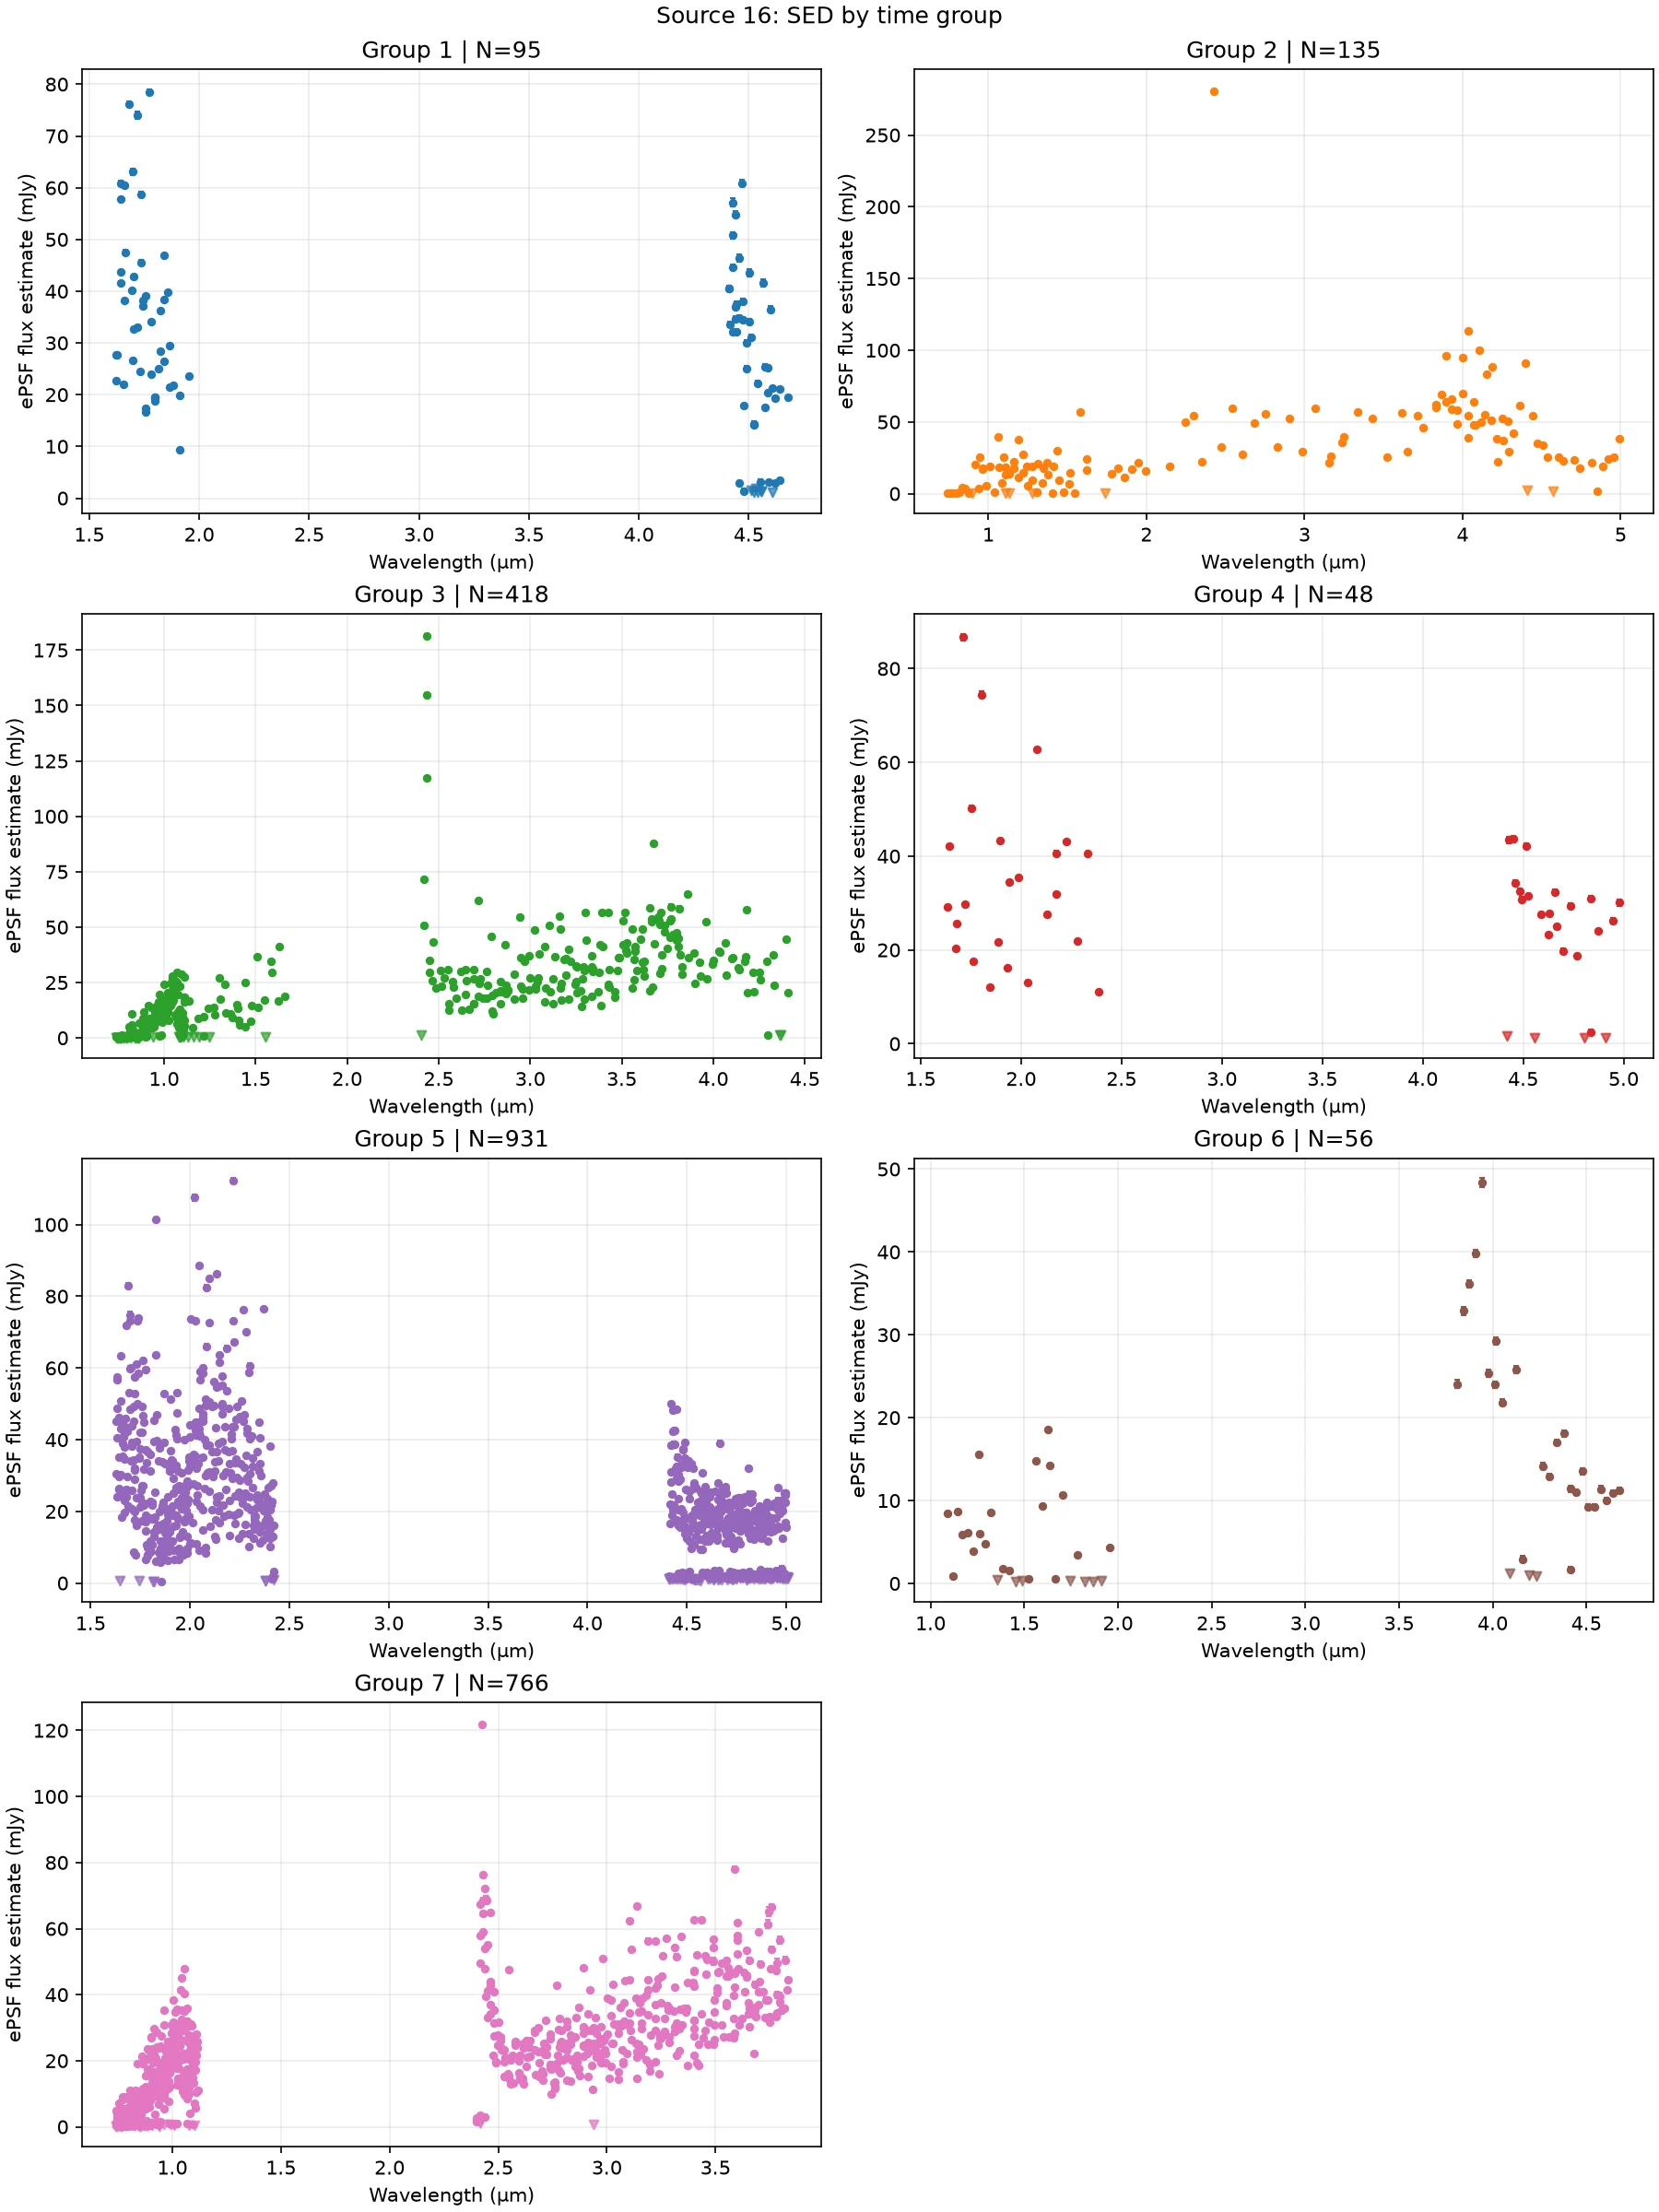 Source 16: SED by time group
Group 1 | N=95
Group 2 | N=135
80
70
60
50
40
30
20
10
0
ePSF flux estimate (mJy)
1.5 2.0 2.5 3.0 3.5 4.0 4.5
Wavelength (µm)
250
200
150
100
50
0
ePSF flux estimate (mJy)
1 2 3 4 5
Wavelength (µm)
Group 3 | N=418
Group 4 | N=48
175
150
125
100
75
50
25
0
ePSF flux estimate (mJy)
1.0 1.5 2.0 2.5 3.0 3.5 4.0 4.5
Wavelength (µm)
80
60
40
20
0
ePSF flux estimate (mJy)
1.5 2.0 2.5 3.0 3.5 4.0 4.5 5.0
Wavelength (µm)
Group 5 | N=931
Group 6 | N=56
100
80
60
40
20
0
ePSF flux estimate (mJy)
1.5 2.0 2.5 3.0 3.5 4.0 4.5 5.0
Wavelength (µm)
50
40
30
20
10
0
ePSF flux estimate (mJy)
1.0 1.5 2.0 2.5 3.0 3.5 4.0 4.5
Wavelength (µm)
Group 7 | N=766
120
100
80
60
40
20
0
ePSF flux estimate (mJy)
1.0 1.5 2.0 2.5 3.0 3.5
Wavelength (µm)